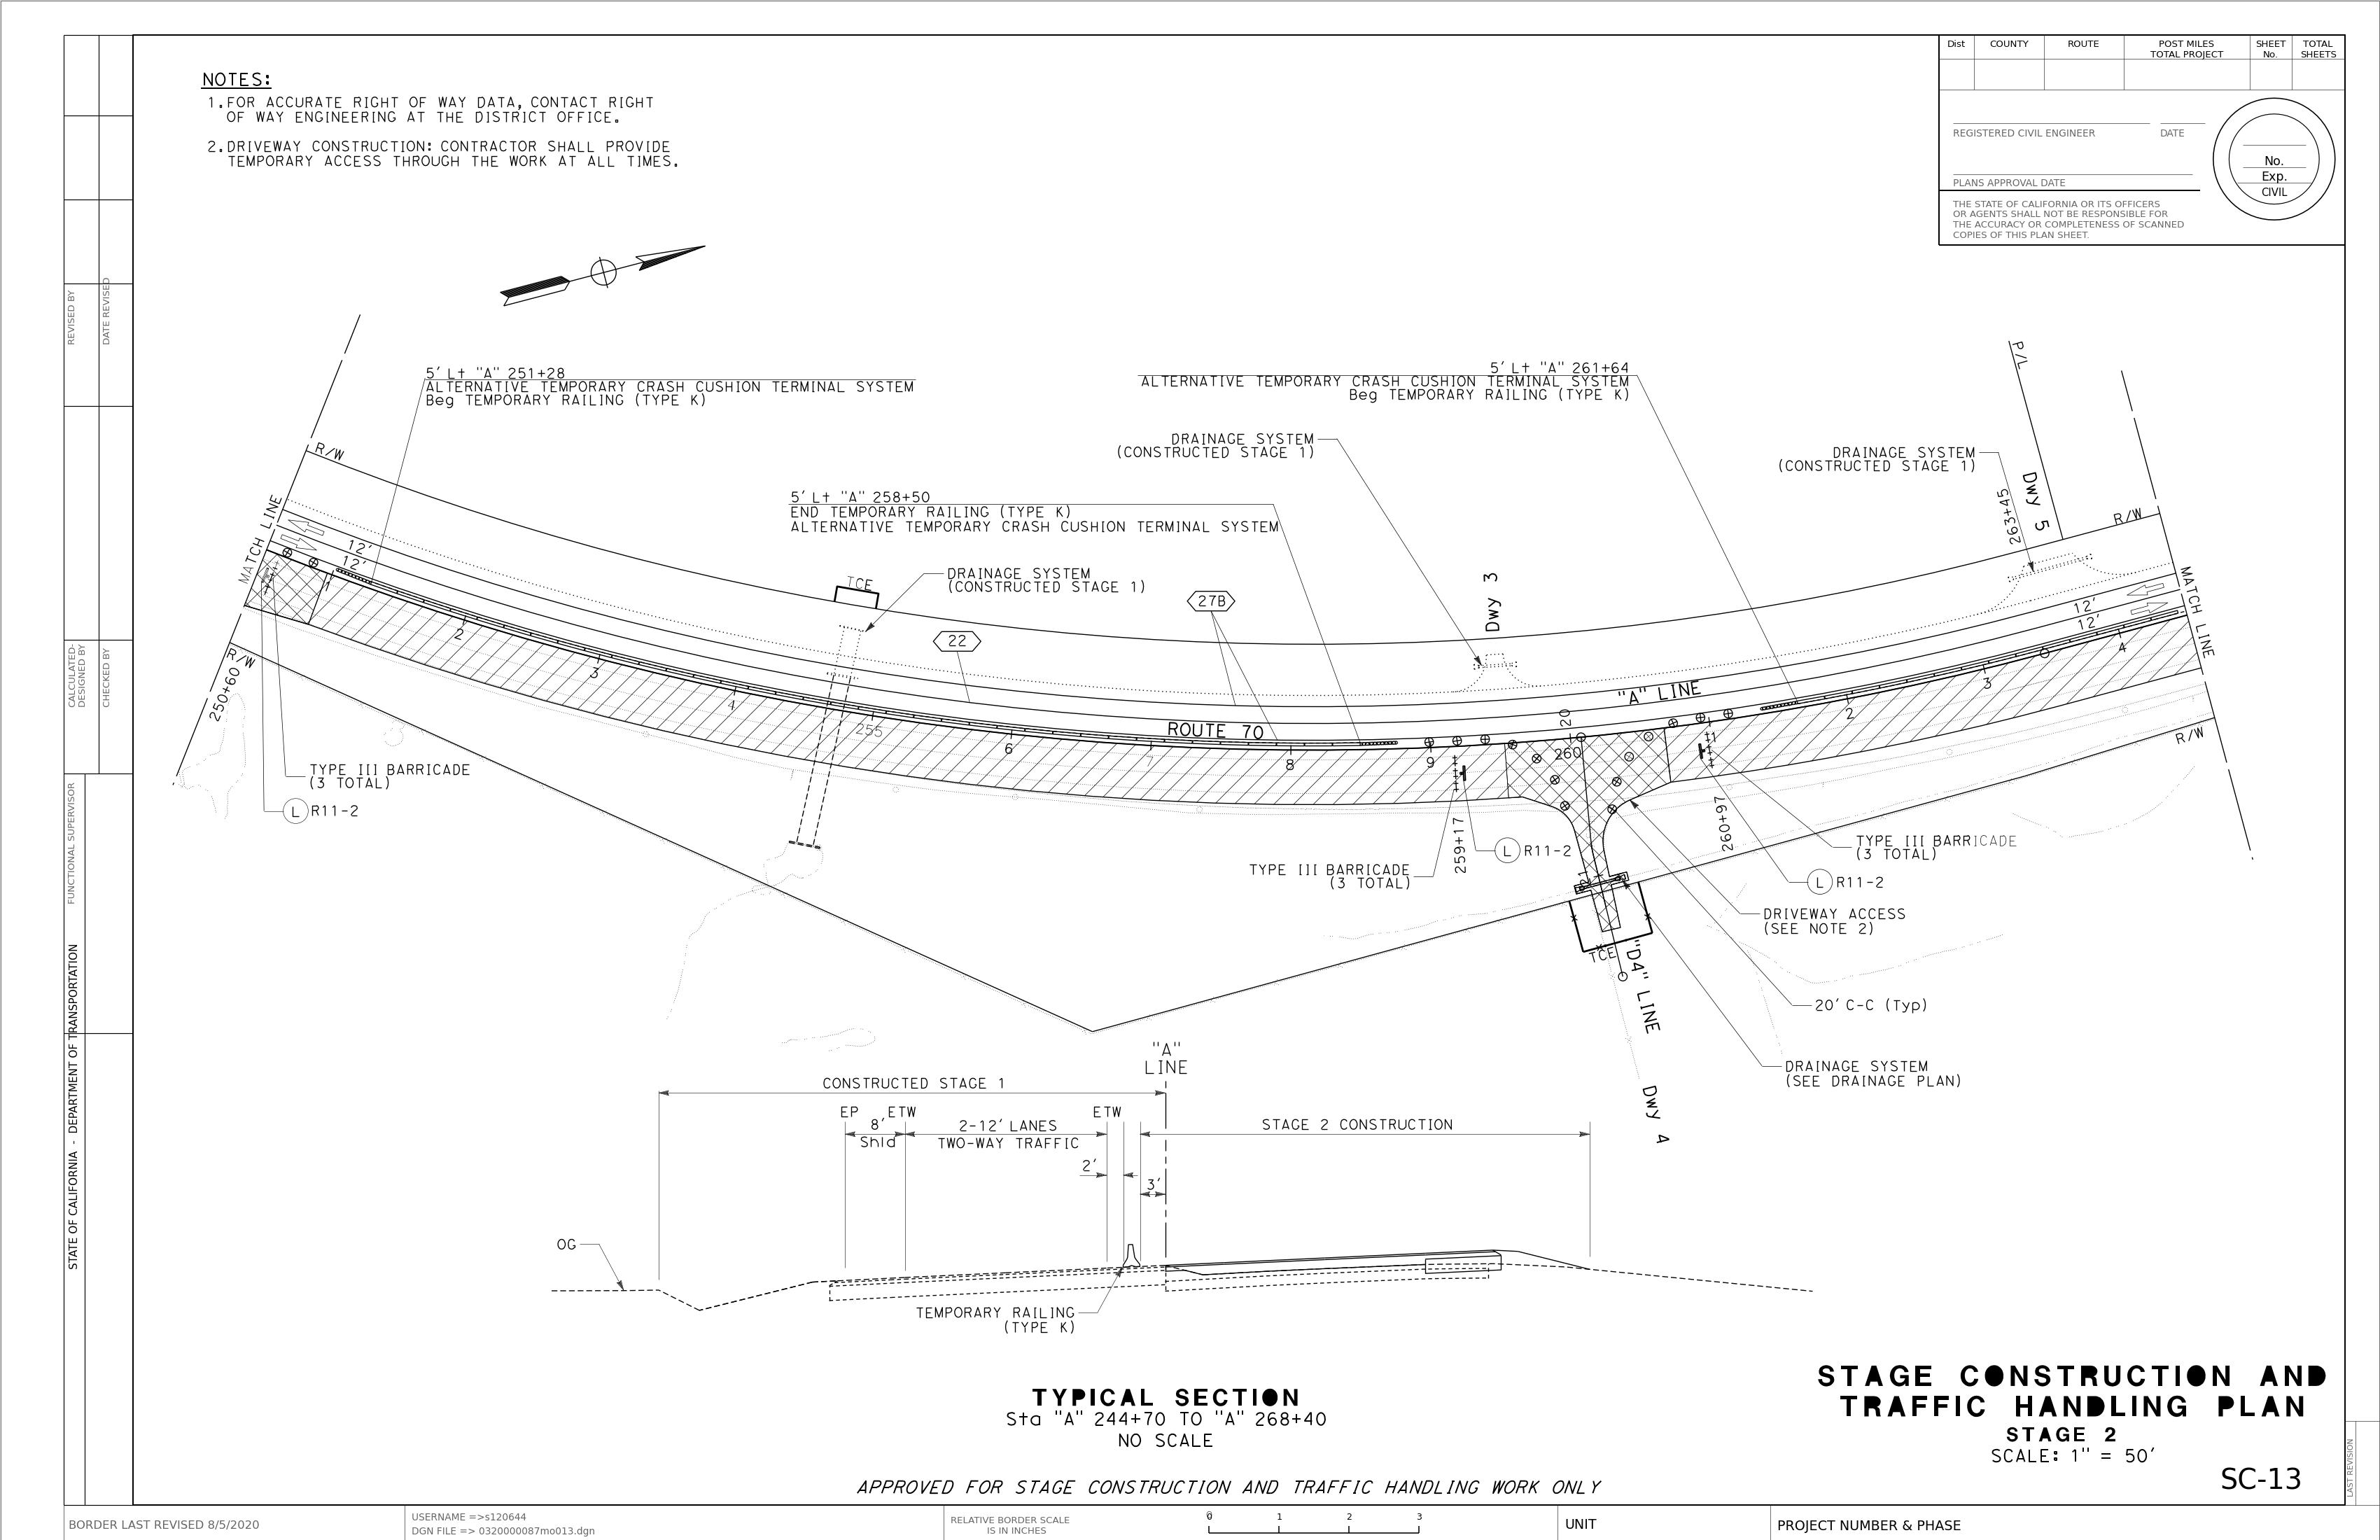 Dist
COUNTY
ROUTE
POST MILES
TOTAL PROJECT
SHEET
No.
TOTAL
SHEETS
REGISTERED CIVIL ENGINEER
DATE
PLANS APPROVAL DATE
No.
Exp.
CIVIL
THE STATE OF CALIFORNIA OR ITS OFFICERS
OR AGENTS SHALL NOT BE RESPONSIBLE FOR
THE ACCURACY OR COMPLETENESS OF SCANNED
COPIES OF THIS PLAN SHEET.
NOTES:
1. FOR ACCURATE RIGHT OF WAY DATA, CONTACT RIGHT
OF WAY ENGINEERING AT THE DISTRICT OFFICE.
2. DRIVEWAY CONSTRUCTION: CONTRACTOR SHALL PROVIDE
TEMPORARY ACCESS THROUGH THE WORK AT ALL TIMES.
REVISED BY
DATE REVISED
CALCULATED-
DESIGNED BY
CHECKED BY
FUNCTIONAL SUPERVISOR
STATE OF CALIFORNIA - DEPARTMENT OF TRANSPORTATION
5' Lt "A" 251+28
ALTERNATIVE TEMPORARY CRASH CUSHION TERMINAL SYSTEM
Beg TEMPORARY RAILING (TYPE K)
5' Lt "A" 261+64
ALTERNATIVE TEMPORARY CRASH CUSHION TERMINAL SYSTEM
Beg TEMPORARY RAILING (TYPE K)
DRAINAGE SYSTEM
(CONSTRUCTED STAGE 1)
DRAINAGE SYSTEM
(CONSTRUCTED STAGE 1)
5' Lt "A" 258+50
END TEMPORARY RAILING (TYPE K)
ALTERNATIVE TEMPORARY CRASH CUSHION TERMINAL SYSTEM
DRAINAGE SYSTEM
(CONSTRUCTED STAGE 1)
P/L
Dwy 5
263+45
R/W
R/W
MATCH LINE
12'
12'
TCE
27B
22
Dwy 3
"A" LINE
ROUTE 70
12'
12'
MATCH LINE
1
2
3
4
255
6
7
8
9
260
1
2
3
4
20
21
R/W
250+60
R/W
TYPE III BARRICADE
(3 TOTAL)
L
R11-2
259+17
L
R11-2
TYPE III BARRICADE
(3 TOTAL)
260+97
TYPE III BARRICADE
(3 TOTAL)
L
R11-2
DRIVEWAY ACCESS
(SEE NOTE 2)
TCE
"D4" LINE
20' C-C (Typ)
DRAINAGE SYSTEM
(SEE DRAINAGE PLAN)
Dwy 4
"A"
LINE
CONSTRUCTED STAGE 1
EP
ETW
ETW
8'
Shld
2-12' LANES
TWO-WAY TRAFFIC
STAGE 2 CONSTRUCTION
2'
3'
OG
TEMPORARY RAILING
(TYPE K)
TYPICAL SECTION
Sta "A" 244+70 TO "A" 268+40
NO SCALE
STAGE CONSTRUCTION AND
TRAFFIC HANDLING PLAN
STAGE 2
SCALE: 1" = 50'
SC-13
LAST REVISION
APPROVED FOR STAGE CONSTRUCTION AND TRAFFIC HANDLING WORK ONLY
BORDER LAST REVISED 8/5/2020
USERNAME =>s120644
DGN FILE => 0320000087mo013.dgn
RELATIVE BORDER SCALE
IS IN INCHES
0
1
2
3
UNIT
PROJECT NUMBER & PHASE